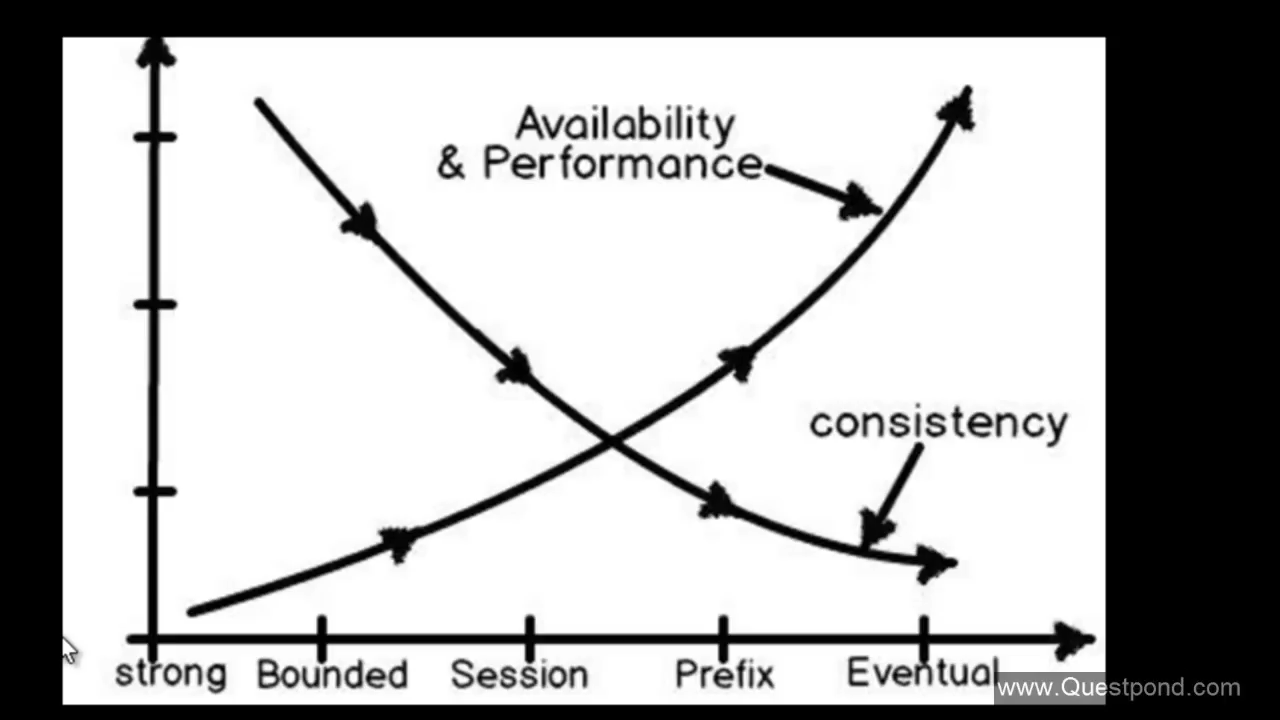 Availability
& Performance
consistency
strong Bounded Session Prefix Eventual
www.Questpond.com